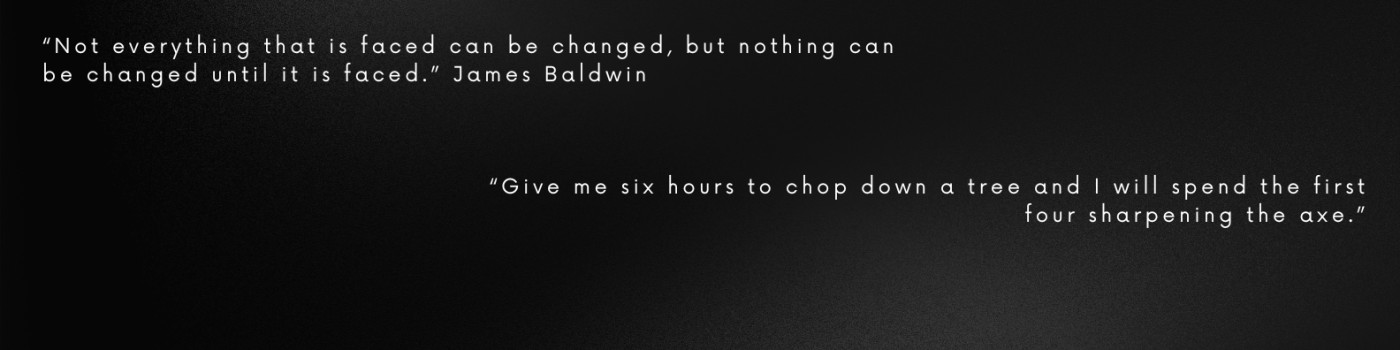 “Not everything that is faced can be changed, but nothing can
be changed until it is faced.” James Baldwin
“Give me six hours to chop down a tree and I will spend the first
four sharpening the axe.”